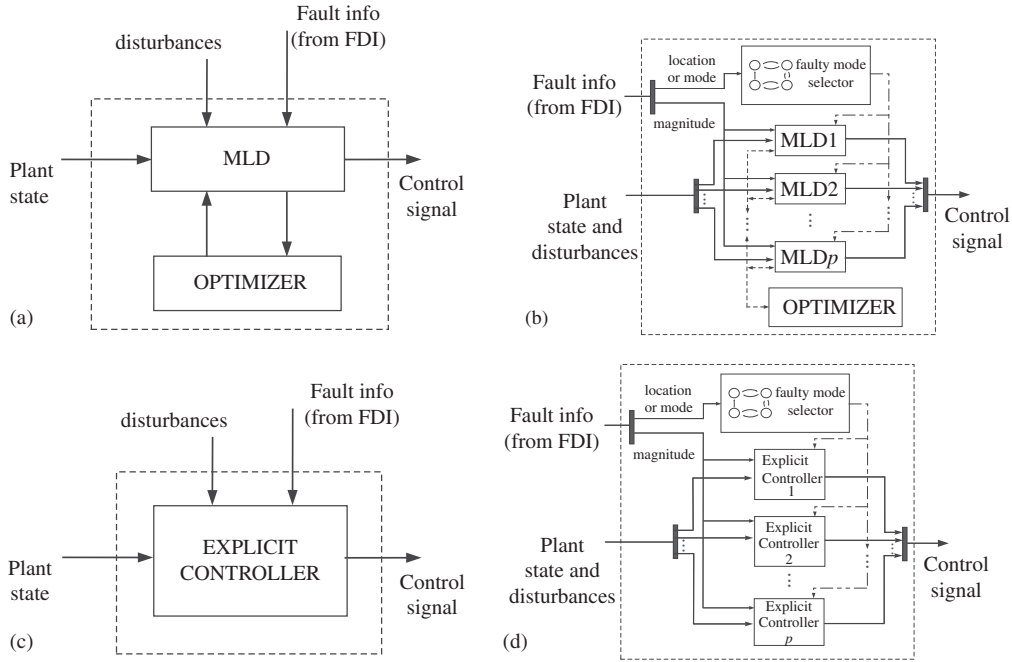 Fault info
(from FDI)
disturbances
MLD
Plant
state
Control
signal
OPTIMIZER
(a)
location
or mode
faulty mode
selector
Fault info
(from FDI)
magnitude
MLD1
MLD2
MLDp
Plant
state and
disturbances
Control
signal
OPTIMIZER
(b)
Fault info
(from FDI)
disturbances
EXPLICIT
CONTROLLER
Plant
state
Control
signal
(c)
location
or mode
faulty mode
selector
Fault info
(from FDI)
magnitude
Explicit
Controller
1
Explicit
Controller
2
Explicit
Controller
p
Plant
state and
disturbances
Control
signal
(d)